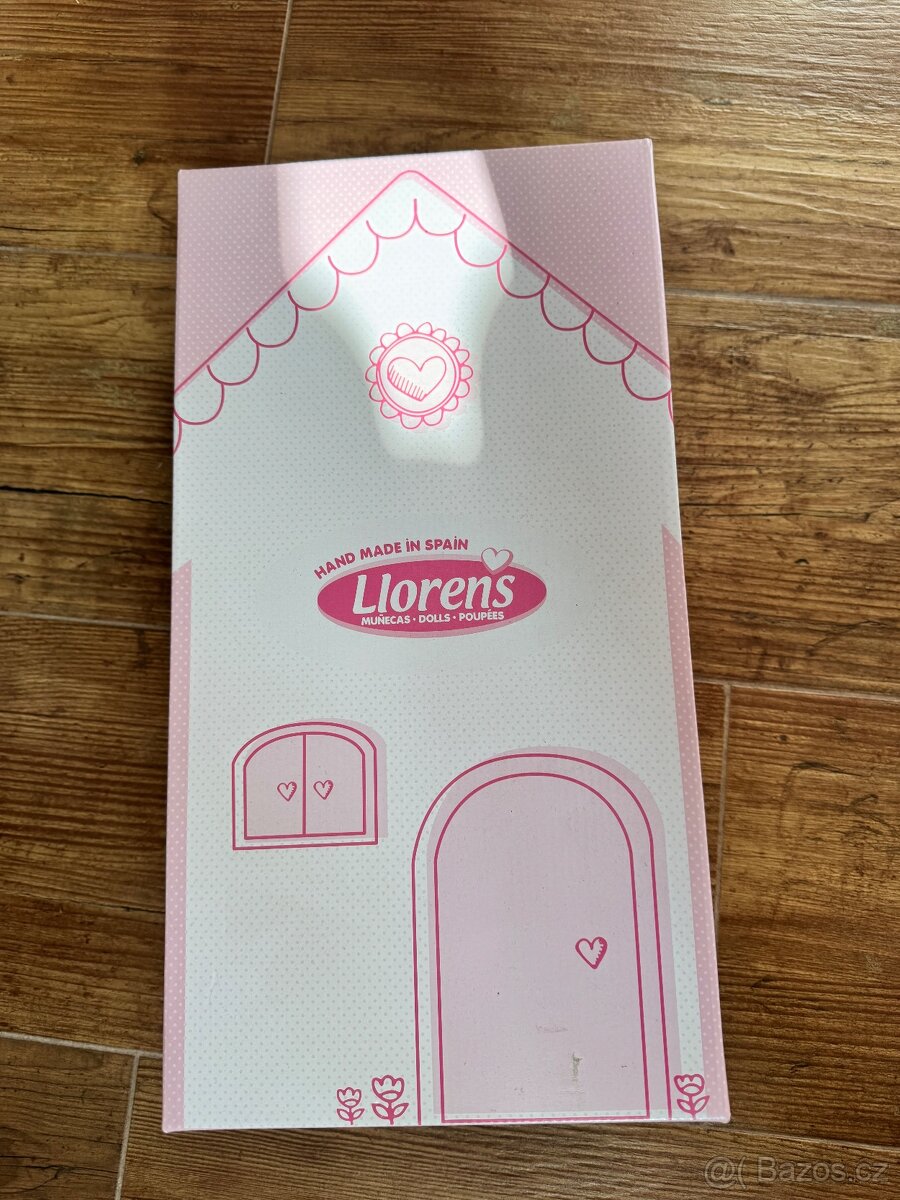 HAND MADE iN SPAiN
Llorens
MUÑECAS · DOLLS · POUPÉES
@( Bazos.cz